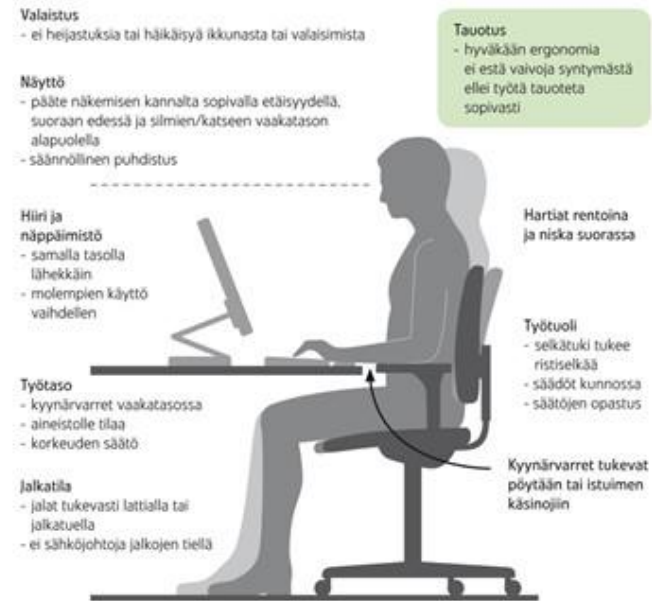 Valaistus
- ei heijastuksia tai häikäisyä ikkunasta tai valaisimista
Tauotus
- hyväkään ergonomia
ei estä vaivoja syntymästä
ellei työtä tauoteta
sopivasti
Näyttö
- pääte näkemisen kannalta sopivalla etäisyydellä,
suoraan edessä ja silmien/katseen vaakatason
alapuolella
- säännöllinen puhdistus
Hiiri ja
näppäimistö
- samalla tasolla
lähekkäin
- molempien käyttö
vaihdellen
Hartiat rentoina
ja niska suorassa
Työtuoli
- selkätuki tukee
ristiselkää
- säädöt kunnossa
- säätöjen opastus
Työtaso
- kyynärvarret vaakatasossa
- aineistolle tilaa
- korkeuden säätö
Kyynärvarret tukevat
pöytään tai istuimen
käsinojiin
Jalkatila
- jalat tukevasti lattialla tai
jalkatuella
- ei sähköjohtoja jalkojen tiellä